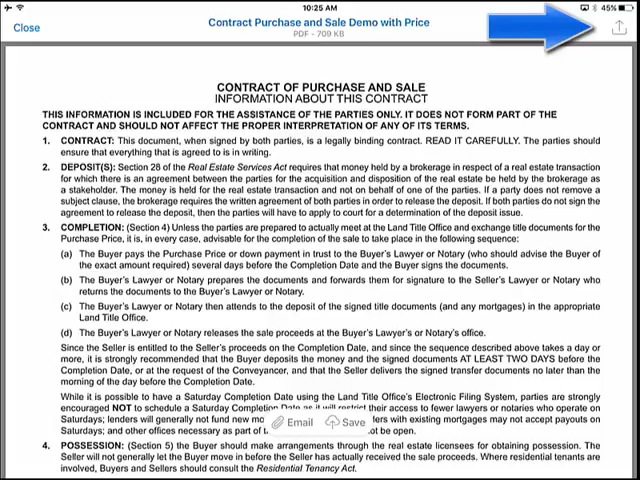 10:25 AM
45%
Close
Contract Purchase and Sale Demo with Price
PDF - 709 KB
CONTRACT OF PURCHASE AND SALE
INFORMATION ABOUT THIS CONTRACT
THIS INFORMATION IS INCLUDED FOR THE ASSISTANCE OF THE PARTIES ONLY. IT DOES NOT FORM PART OF THE
CONTRACT AND SHOULD NOT AFFECT THE PROPER INTERPRETATION OF ANY OF ITS TERMS.
1. CONTRACT: This document, when signed by both parties, is a legally binding contract. READ IT CAREFULLY. The parties should
ensure that everything that is agreed to is in writing.
2. DEPOSIT(S): Section 28 of the Real Estate Services Act requires that money held by a brokerage in respect of a real estate transaction
for which there is an agreement between the parties for the acquisition and disposition of the real estate be held by the brokerage as
a stakeholder. The money is held for the real estate transaction and not on behalf of one of the parties. If a party does not remove a
subject clause, the brokerage requires the written agreement of both parties in order to release the deposit. If both parties do not sign the
agreement to release the deposit, then the parties will have to apply to court for a determination of the deposit issue.
3. COMPLETION: (Section 4) Unless the parties are prepared to actually meet at the Land Title Office and exchange title documents for the
Purchase Price, it is, in every case, advisable for the completion of the sale to take place in the following sequence:
(a) The Buyer pays the Purchase Price or down payment in trust to the Buyer's Lawyer or Notary (who should advise the Buyer of
the exact amount required) several days before the Completion Date and the Buyer signs the documents.
(b) The Buyer's Lawyer or Notary prepares the documents and forwards them for signature to the Seller's Lawyer or Notary who
returns the documents to the Buyer's Lawyer or Notary.
(c) The Buyer's Lawyer or Notary then attends to the deposit of the signed title documents (and any mortgages) in the appropriate
Land Title Office.
(d) The Buyer's Lawyer or Notary releases the sale proceeds at the Buyer's Lawyer's or Notary's office.
Since the Seller is entitled to the Seller's proceeds on the Completion Date, and since the sequence described above takes a day or
more, it is strongly recommended that the Buyer deposits the money and the signed documents AT LEAST TWO DAYS before the
Completion Date, or at the request of the Conveyancer, and that the Seller delivers the signed transfer documents no later than the
morning of the day before the Completion Date.
While it is possible to have a Saturday Completion Date using the Land Title Office's Electronic Filing System, parties are strongly
encouraged NOT to schedule a Saturday Completion Date as it will restrict their access to fewer lawyers or notaries who operate on
Saturdays; lenders will generally not fund new mo Email Save ders with existing mortgages may not accept payouts on
Saturdays; and other offices necessary as part of t ot be open.
4. POSSESSION: (Section 5) the Buyer should make arrangements through the real estate licensees for obtaining possession. The
Seller will not generally let the Buyer move in before the Seller has actually received the sale proceeds. Where residential tenants are
involved, Buyers and Sellers should consult the Residential Tenancy Act.